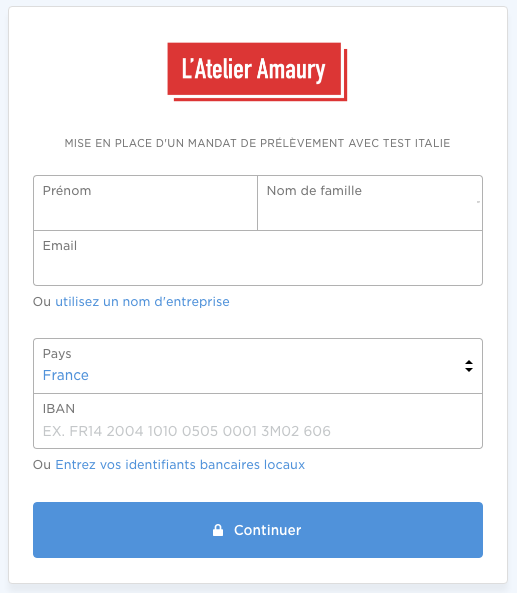 L'Atelier Amaury
MISE EN PLACE D'UN MANDAT DE PRÉLÈVEMENT AVEC TEST ITALIE
Prénom
Nom de famille
Email
Ou utilisez un nom d'entreprise
Pays
France
IBAN
EX. FR14 2004 1010 0505 0001 3M02 606
Ou Entrez vos identifiants bancaires locaux
Continuer